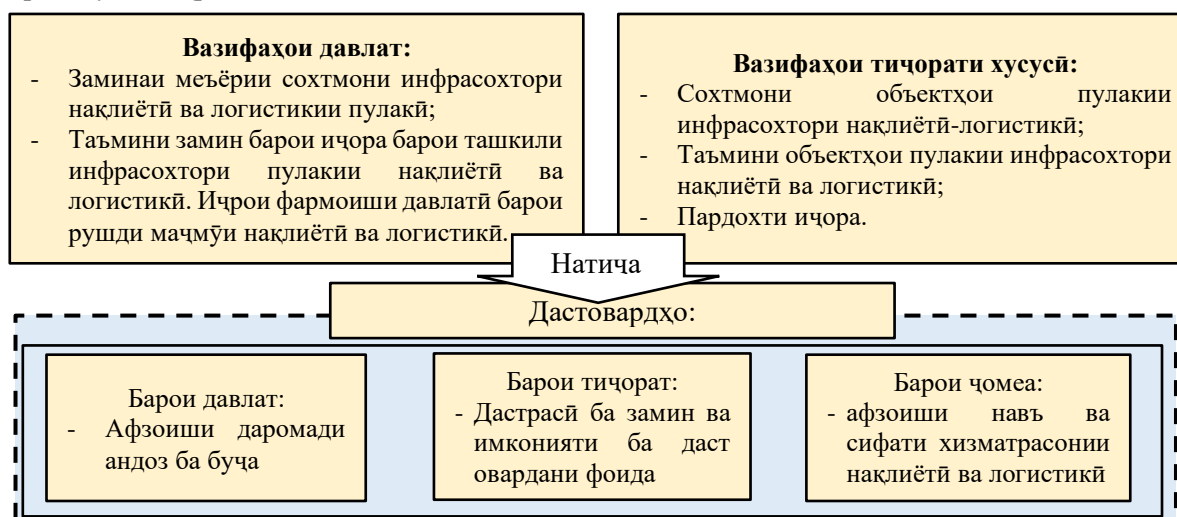 Вазифаҳои давлат:
- Заминаи меъёрии сохтмони инфрасохтори
нақлиётӣ ва логистикии пулакӣ;
- Таъмини замин барои иҷора барои ташкили
инфрасохтори пулакии нақлиётӣ ва
логистикӣ. Иҷрои фармоиши давлатӣ барои
рушди маҷмӯи нақлиётӣ ва логистикӣ.
Вазифаҳои тиҷорати хусусӣ:
- Сохтмони объектҳои пулакии
инфрасохтори нақлиётӣ-логистикӣ;
- Таъмини объектҳои пулакии инфрасохтори
нақлиётӣ ва логистикӣ;
- Пардохти иҷора.
Натиҷа
Дастовардҳо:
Барои давлат:
- Афзоиши даромади
андоз ба буҷа
Барои тиҷорат:
- Дастрасӣ ба замин ва
имконияти ба даст
овардани фоида
Барои ҷомеа:
- афзоиши навъ ва
сифати хизматрасонии
нақлиётӣ ва логистикӣ